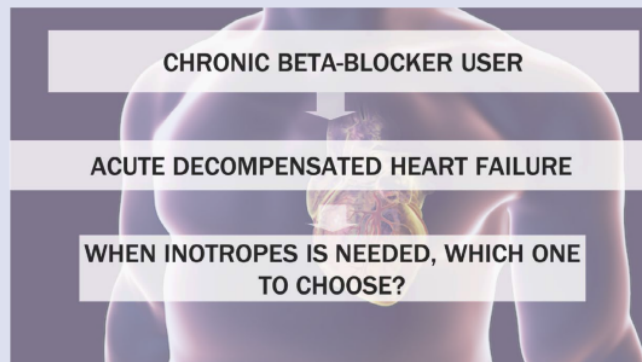 CHRONIC BETA-BLOCKER USER
ACUTE DECOMPENSATED HEART FAILURE
WHEN INOTROPES IS NEEDED, WHICH ONE
TO CHOOSE?